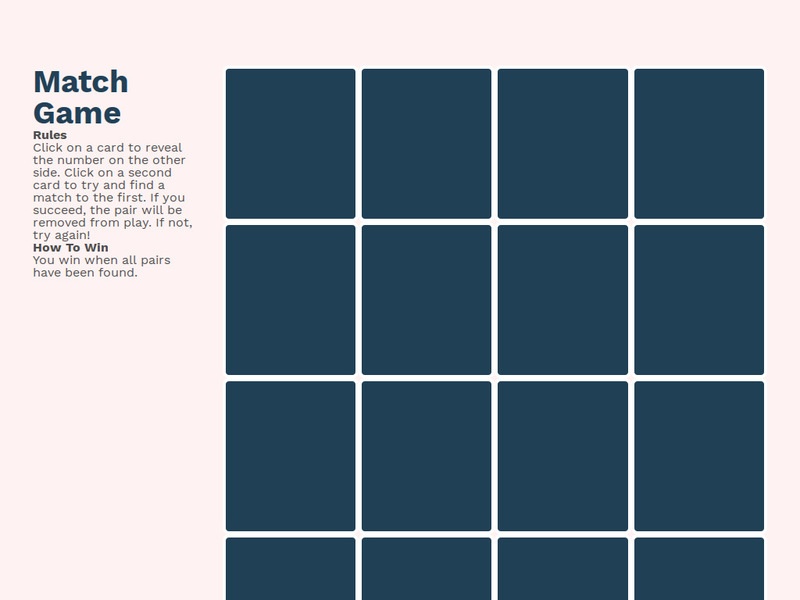 Match
Game
Rules
Click on a card to reveal
the number on the other
side. Click on a second
card to try and find a
match to the first. If you
succeed, the pair will be
removed from play. If not,
try again!
How To Win
You win when all pairs
have been found.